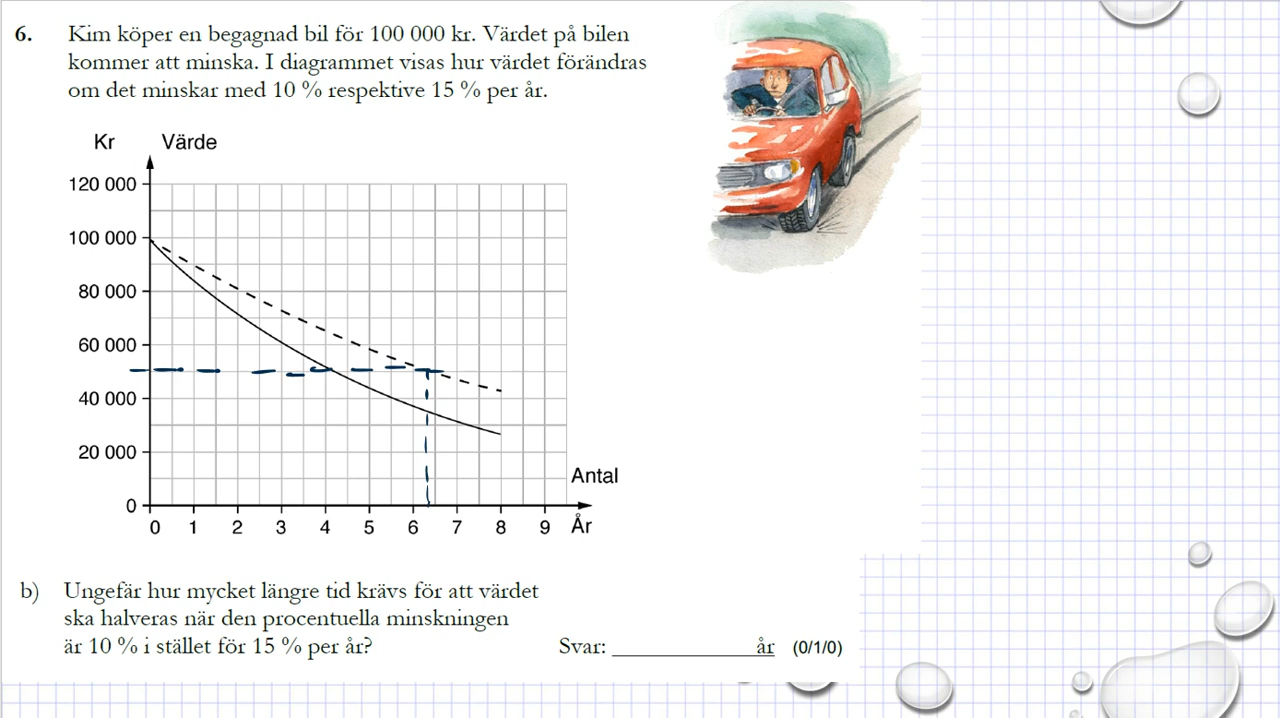 6. Kim köper en begagnad bil för 100 000 kr. Värdet på bilen
kommer att minska. I diagrammet visas hur värdet förändras
om det minskar med 10 % respektive 15 % per år.
Kr Värde
120 000
100 000
80 000
60 000
40 000
20 000
0
Antal
0 1 2 3 4 5 6 7 8 9 År
b) Ungefär hur mycket längre tid krävs för att värdet
ska halveras när den procentuella minskningen
är 10 % i stället för 15 % per år? Svar: ______________ år (0/1/0)